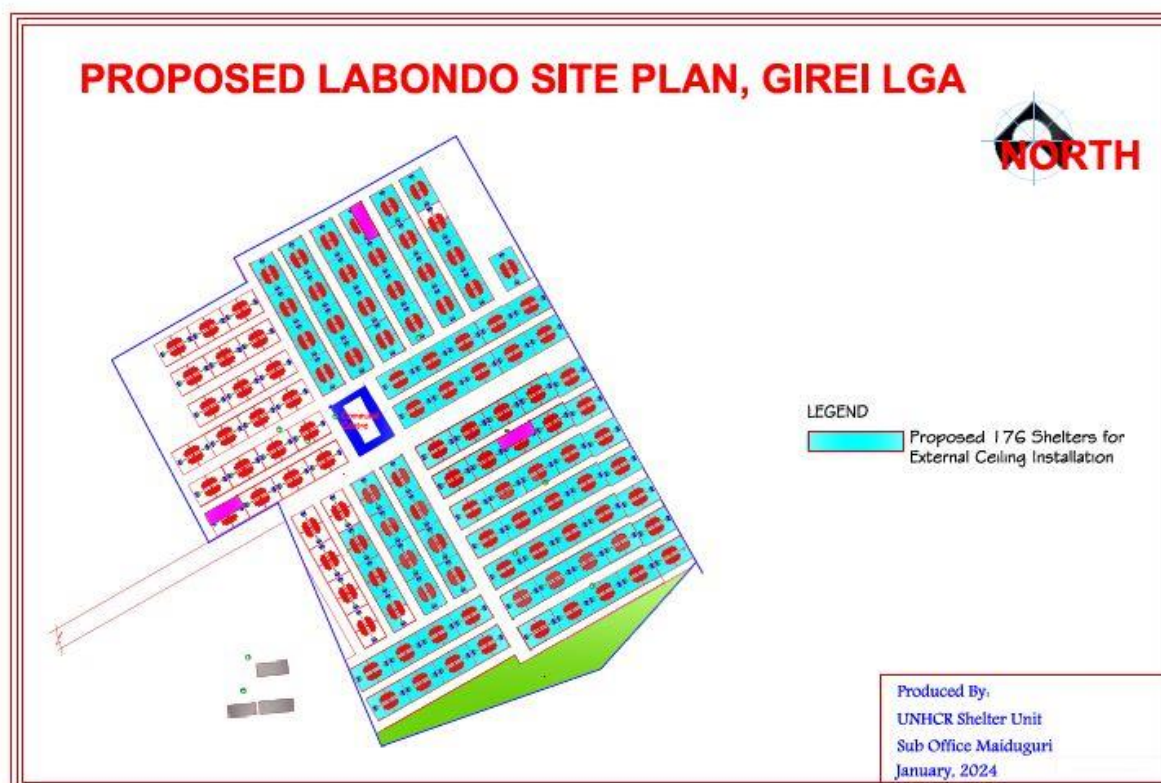 PROPOSED LABONDO SITE PLAN, GIREI LGA
NORTH
LEGEND
Proposed 176 Shelters for
External Ceiling Installation
Produced By:
UNHCR Shelter Unit
Sub Office Maiduguri
January, 2024